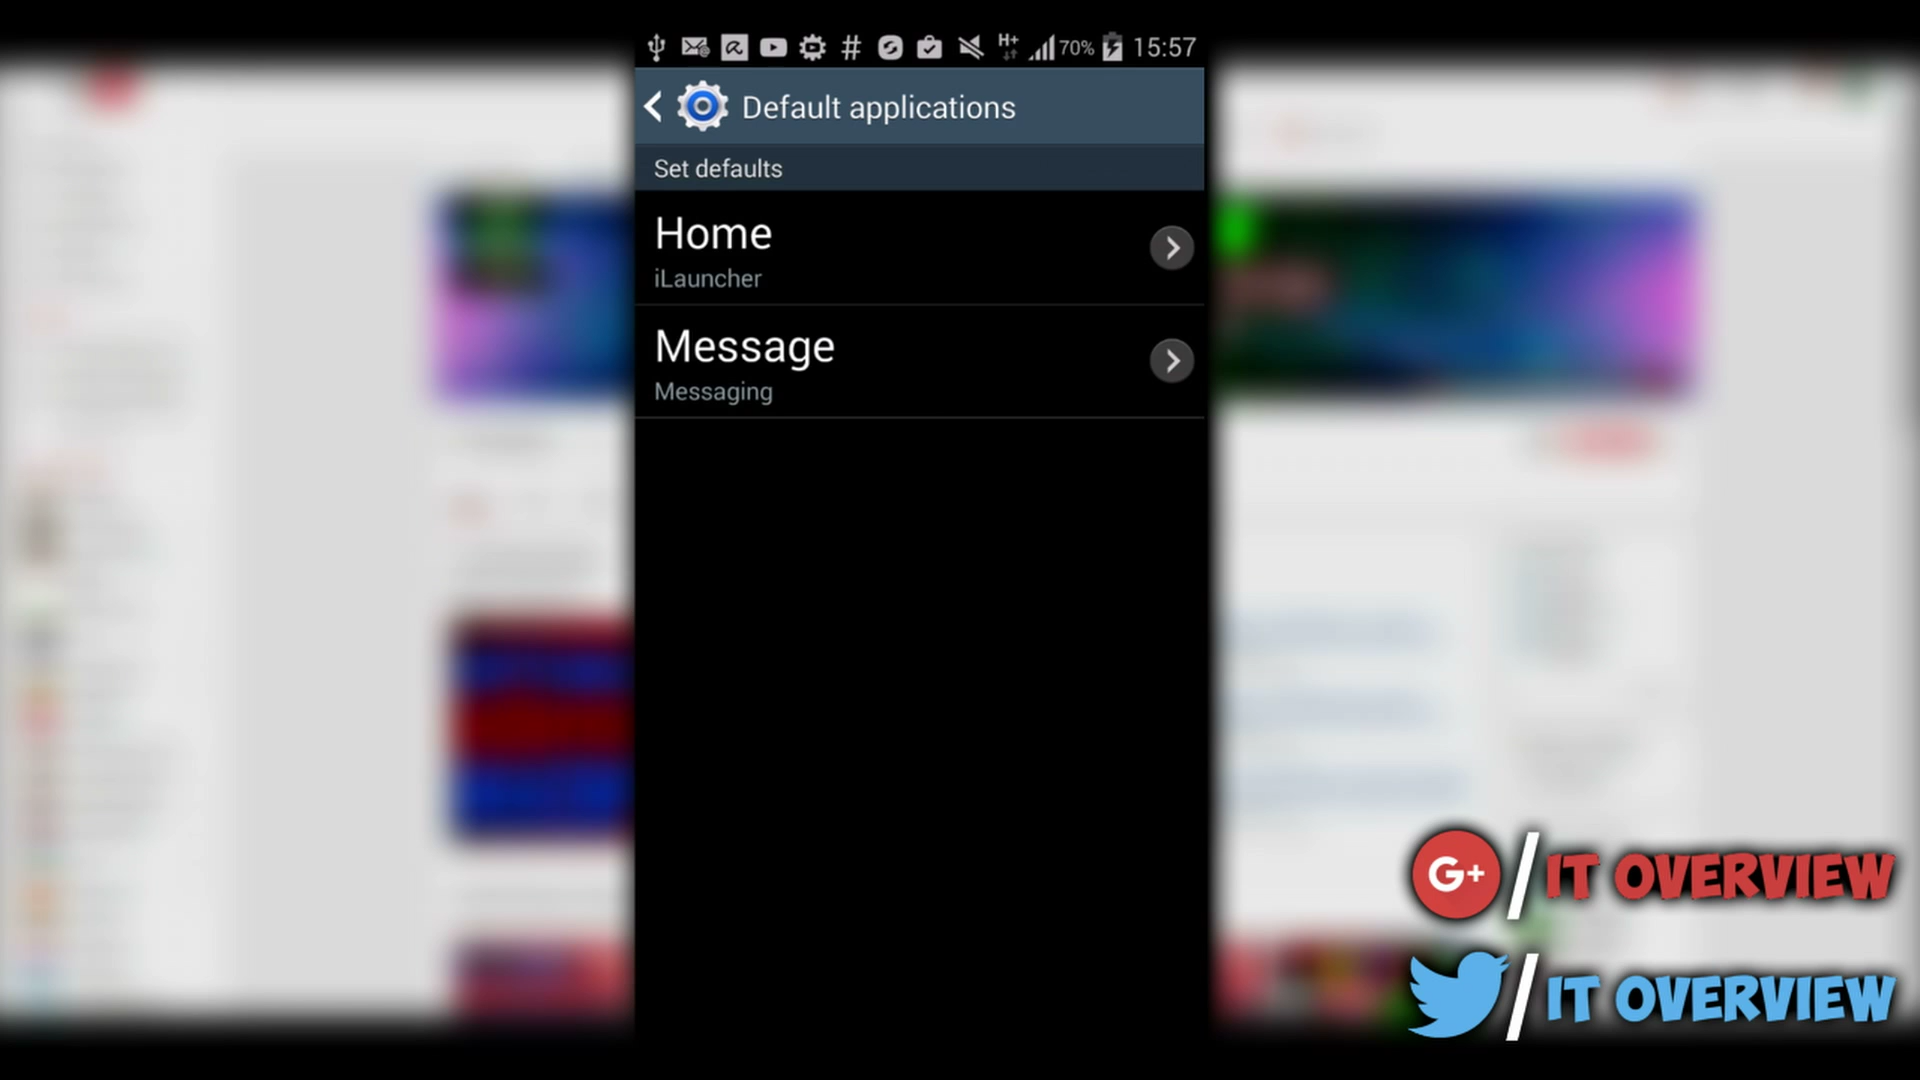 H+ 70% 15:57
Default applications
Set defaults
Home
iLauncher
Message
Messaging
G+ / IT OVERVIEW
/ IT OVERVIEW